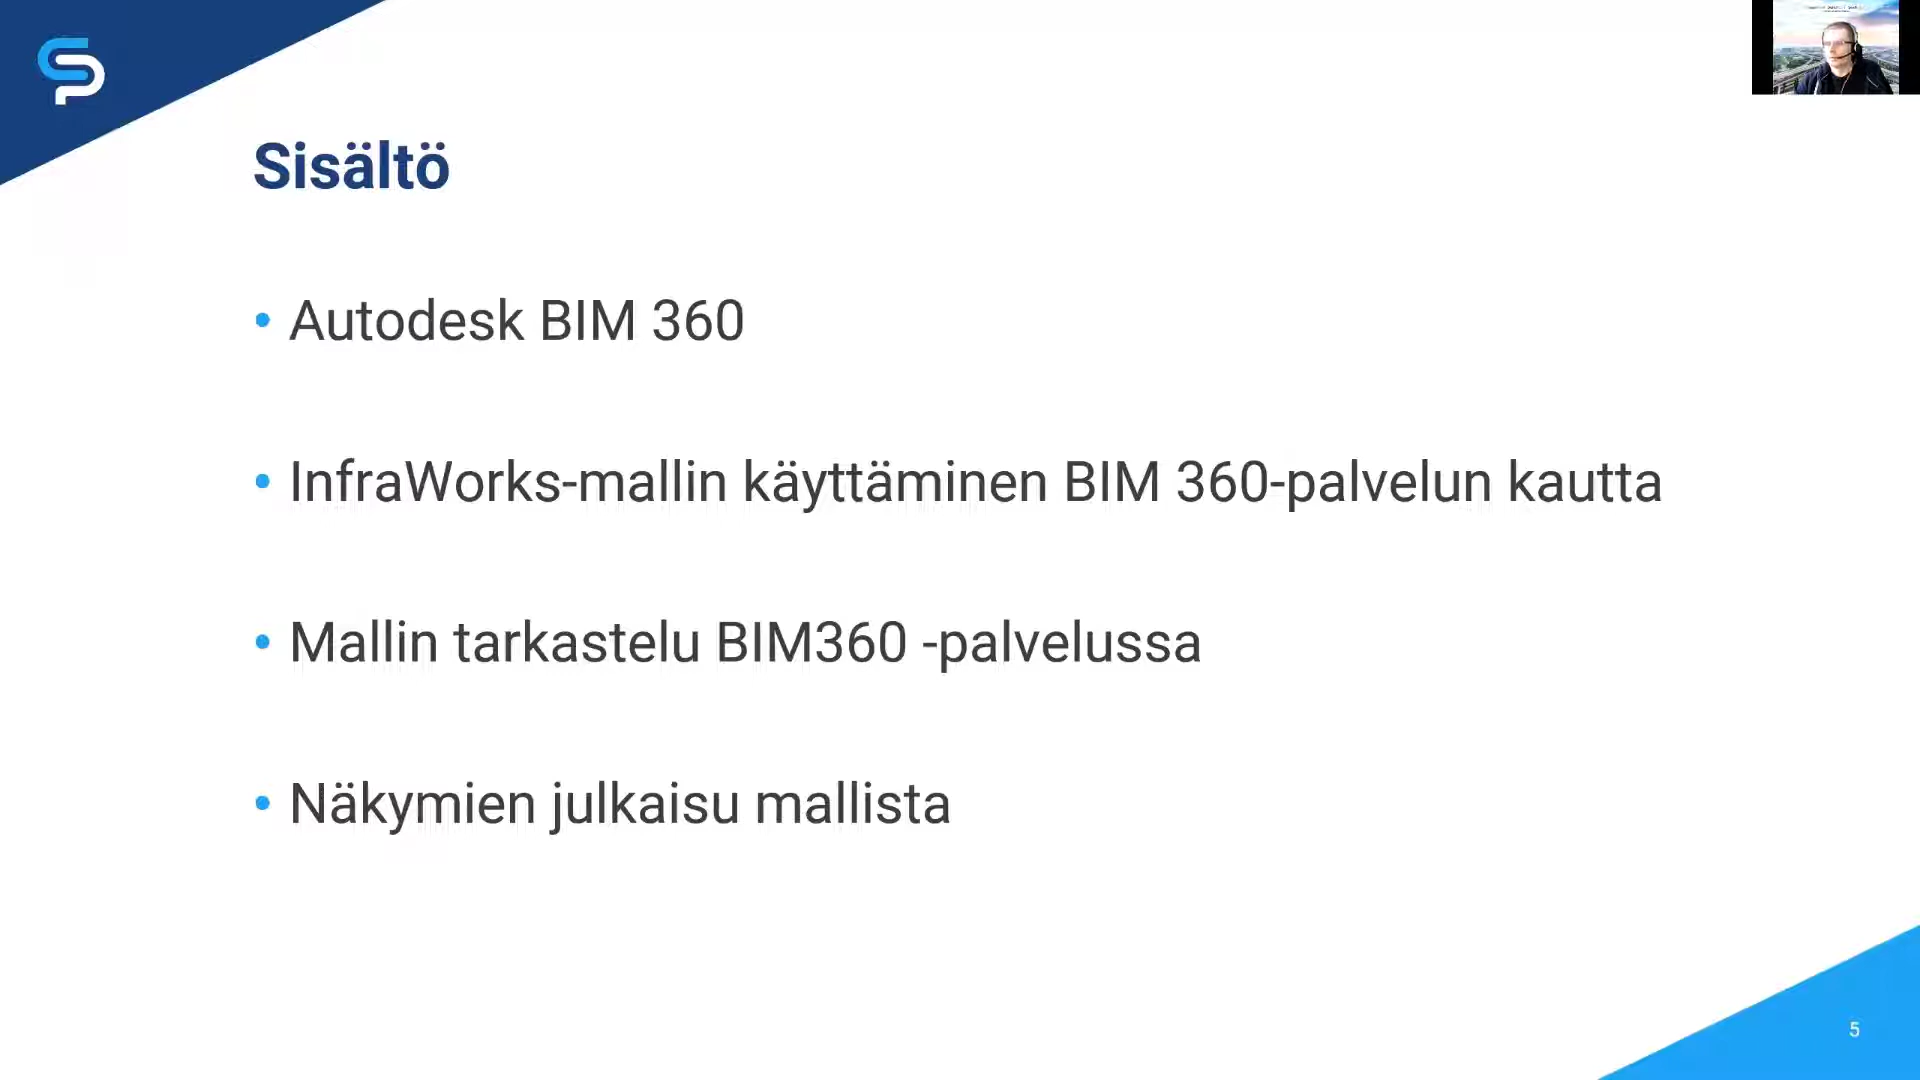 Sisältö
• Autodesk BIM 360
• InfraWorks-mallin käyttäminen BIM 360-palvelun kautta
• Mallin tarkastelu BIM360 -palvelussa
• Näkymien julkaisu mallista
5